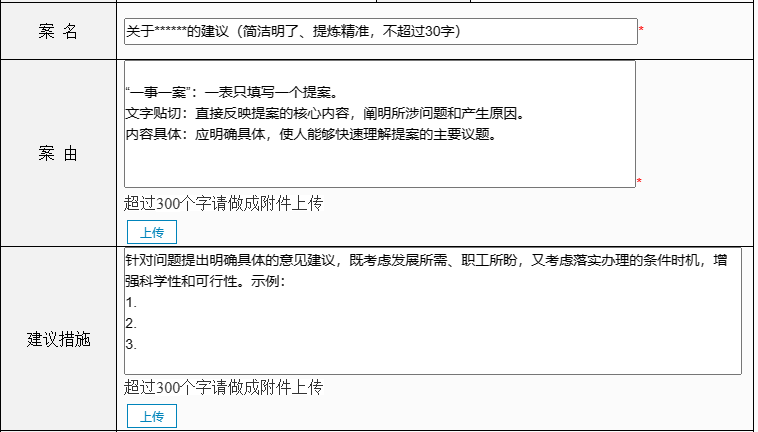 案 名
关于******的建议（简洁明了、提炼精准，不超过30字）
*
案 由
“一事一案”：一表只填写一个提案。
文字贴切：直接反映提案的核心内容，阐明所涉问题和产生原因。
内容具体：应明确具体，使人能够快速理解提案的主要议题。
*
超过300个字请做成附件上传
上传
建议措施
针对问题提出明确具体的意见建议，既考虑发展所需、职工所盼，又考虑落实办理的条件时机，增
强科学性和可行性。示例：
1.
2.
3.
超过300个字请做成附件上传
上传